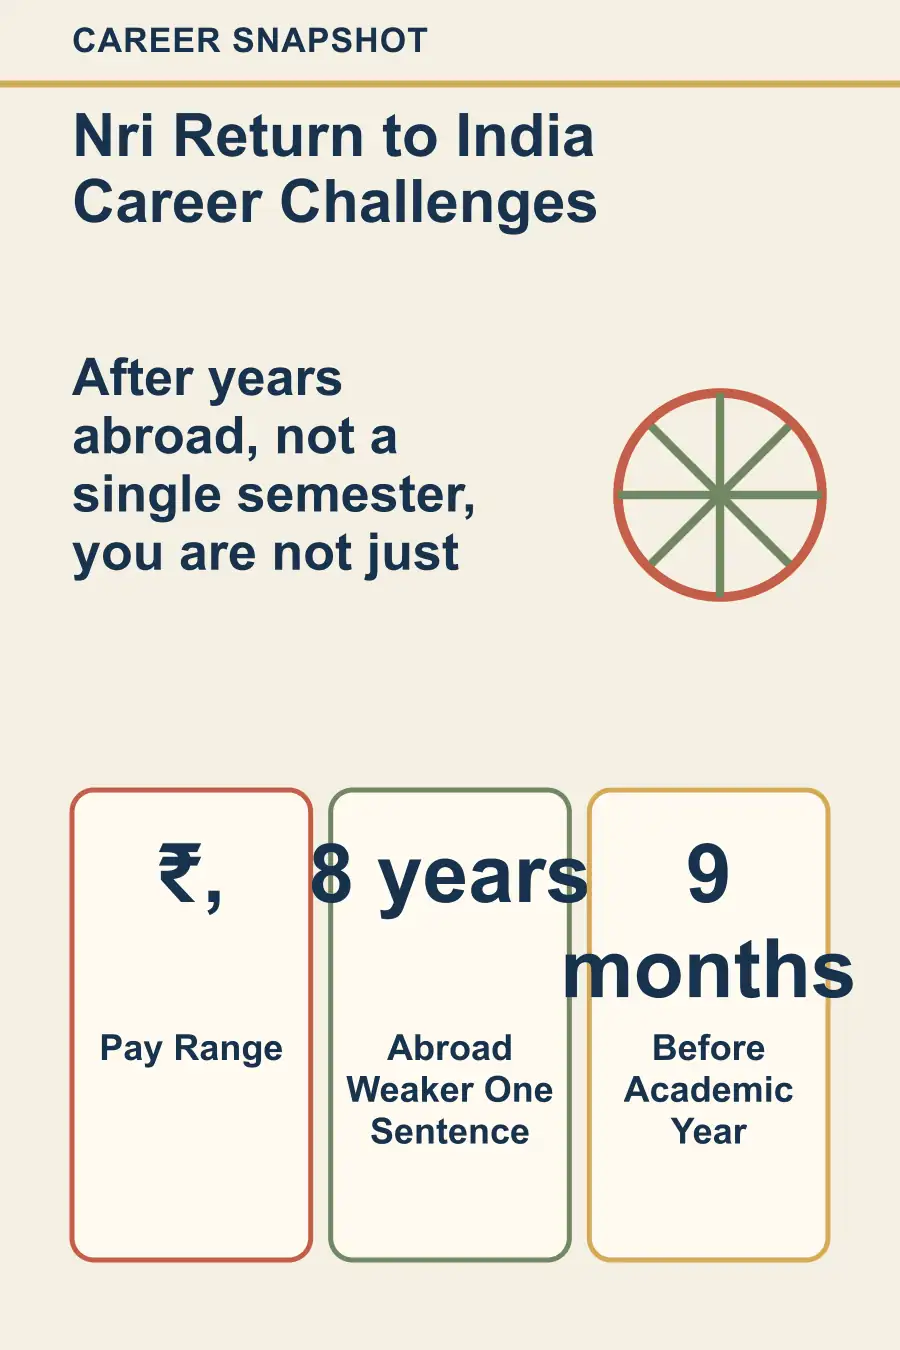 CAREER SNAPSHOT
Nri Return to India
Career Challenges
After years
abroad, not a
single semester,
you are not just
₹,
Pay Range
8 years
Abroad
Weaker One
Sentence
9
months
Before
Academic
Year